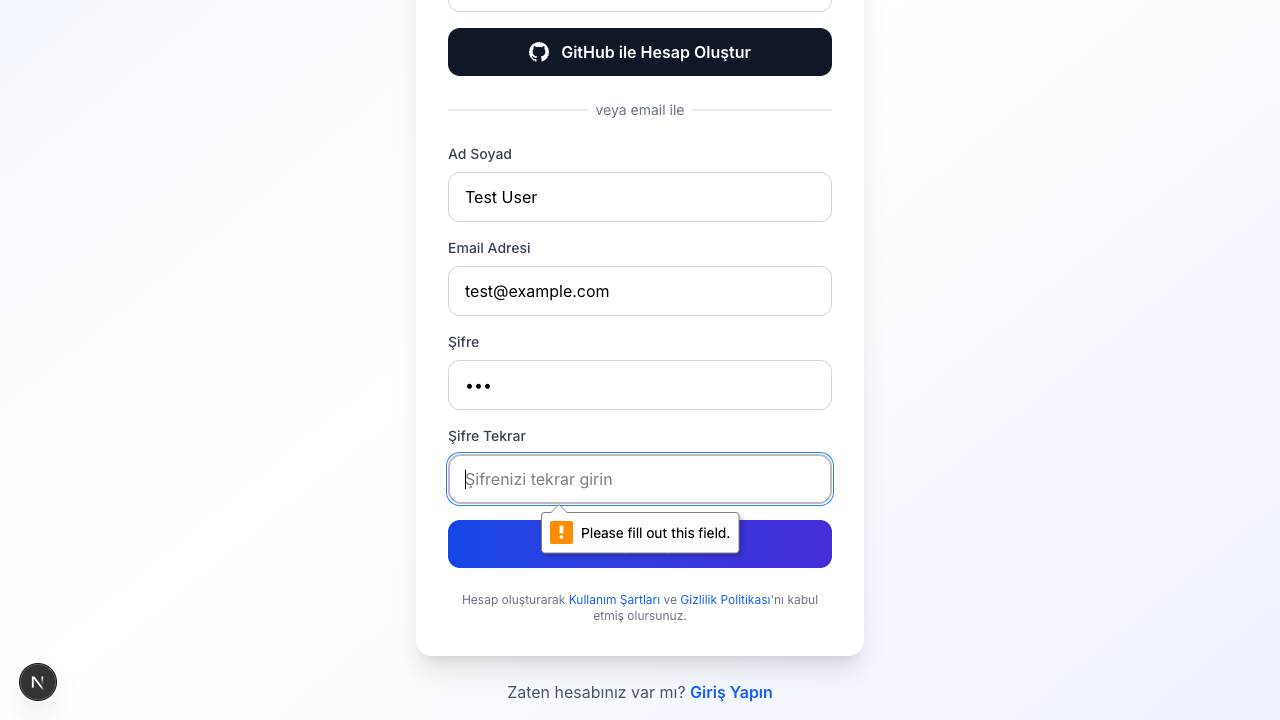 GitHub ile Hesap Oluştur
veya email ile
Ad Soyad
Test User
Email Adresi
test@example.com
Şifre
•••
Şifre Tekrar
Şifrenizi tekrar girin
Please fill out this field.
Hesap oluşturarak Kullanım Şartları ve Gizlilik Politikası'nı kabul
etmiş olursunuz.
Zaten hesabınız var mı? Giriş Yapın
N